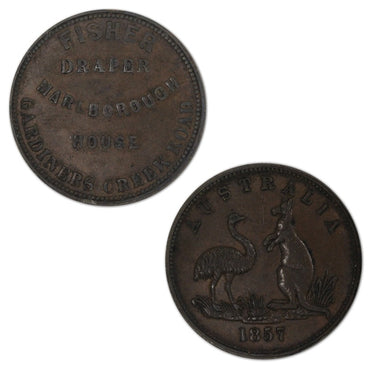 FISHER
DRAPER
MARLBOROUGH
HOUSE
GARDINERS CREEK ROAD
AUSTRALIA
1857